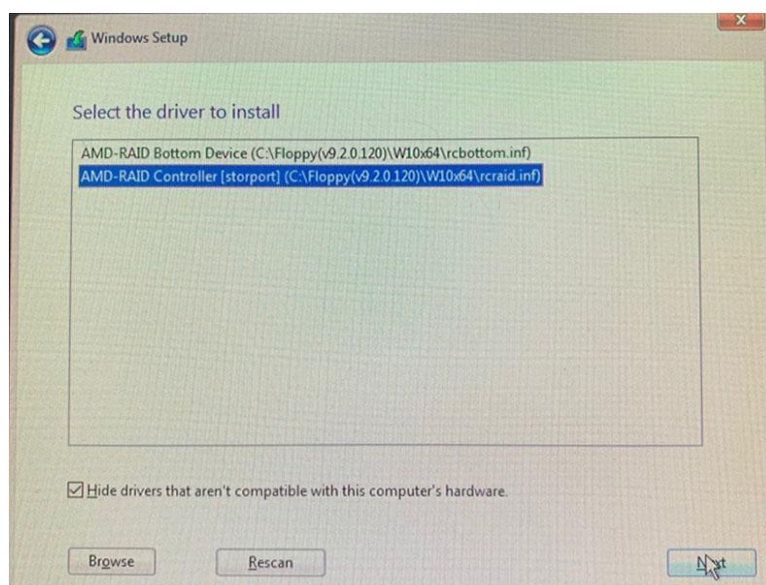 Windows Setup
X
Select the driver to install
AMD-RAID Bottom Device (C:\Floppy(v9.2.0.120)\W10x64\rcbottom.inf)
AMD-RAID Controller [storport] (C:\Floppy(v9.2.0.120)\W10x64\rcraid.inf)
Hide drivers that aren't compatible with this computer's hardware.
Browse
Rescan
Next